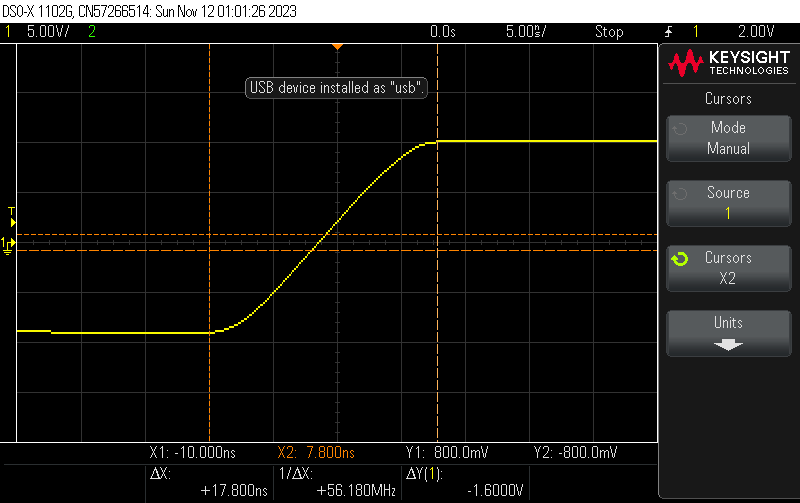 DSO-X 1102G, CN57266514: Sun Nov 12 01:01:26 2023
1 5.00V/ 2 0.0s 5.00ns/ Stop 1 2.00V
KEYSIGHT
TECHNOLOGIES
Cursors
Mode
Manual
Source
1
Cursors
X2
Units
USB device installed as "usb".
T
1
X1: -10.000ns X2: 7.800ns Y1: 800.0mV Y2: -800.0mV
ΔX: 1/ΔX: ΔY(1):
+17.800ns +56.180MHz -1.6000V